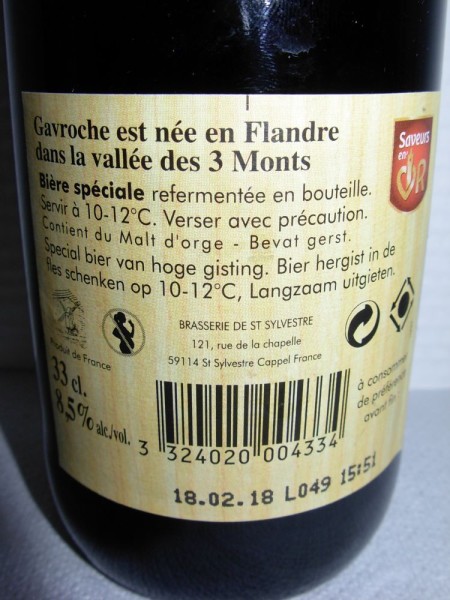 Gavroche est née en Flandre
dans la vallée des 3 Monts
Saveurs
en OR
Bière spéciale refermentée en bouteille.
Servir à 10-12°C. Verser avec précaution.
Contient du Malt d'orge - Bevat gerst.
Special bier van hoge gisting. Bier hergist in de
fles schenken op 10-12°C, Langzaam uitgieten.
BRASSERIE DE ST SYLVESTRE
121, rue de la chapelle
59114 St Sylvestre Cappel France
Produit de France
33 cl.
8,5% alc./vol.
à consommer
de préférence
avant fin
3 324020 004334
18.02.18 L049 15:51